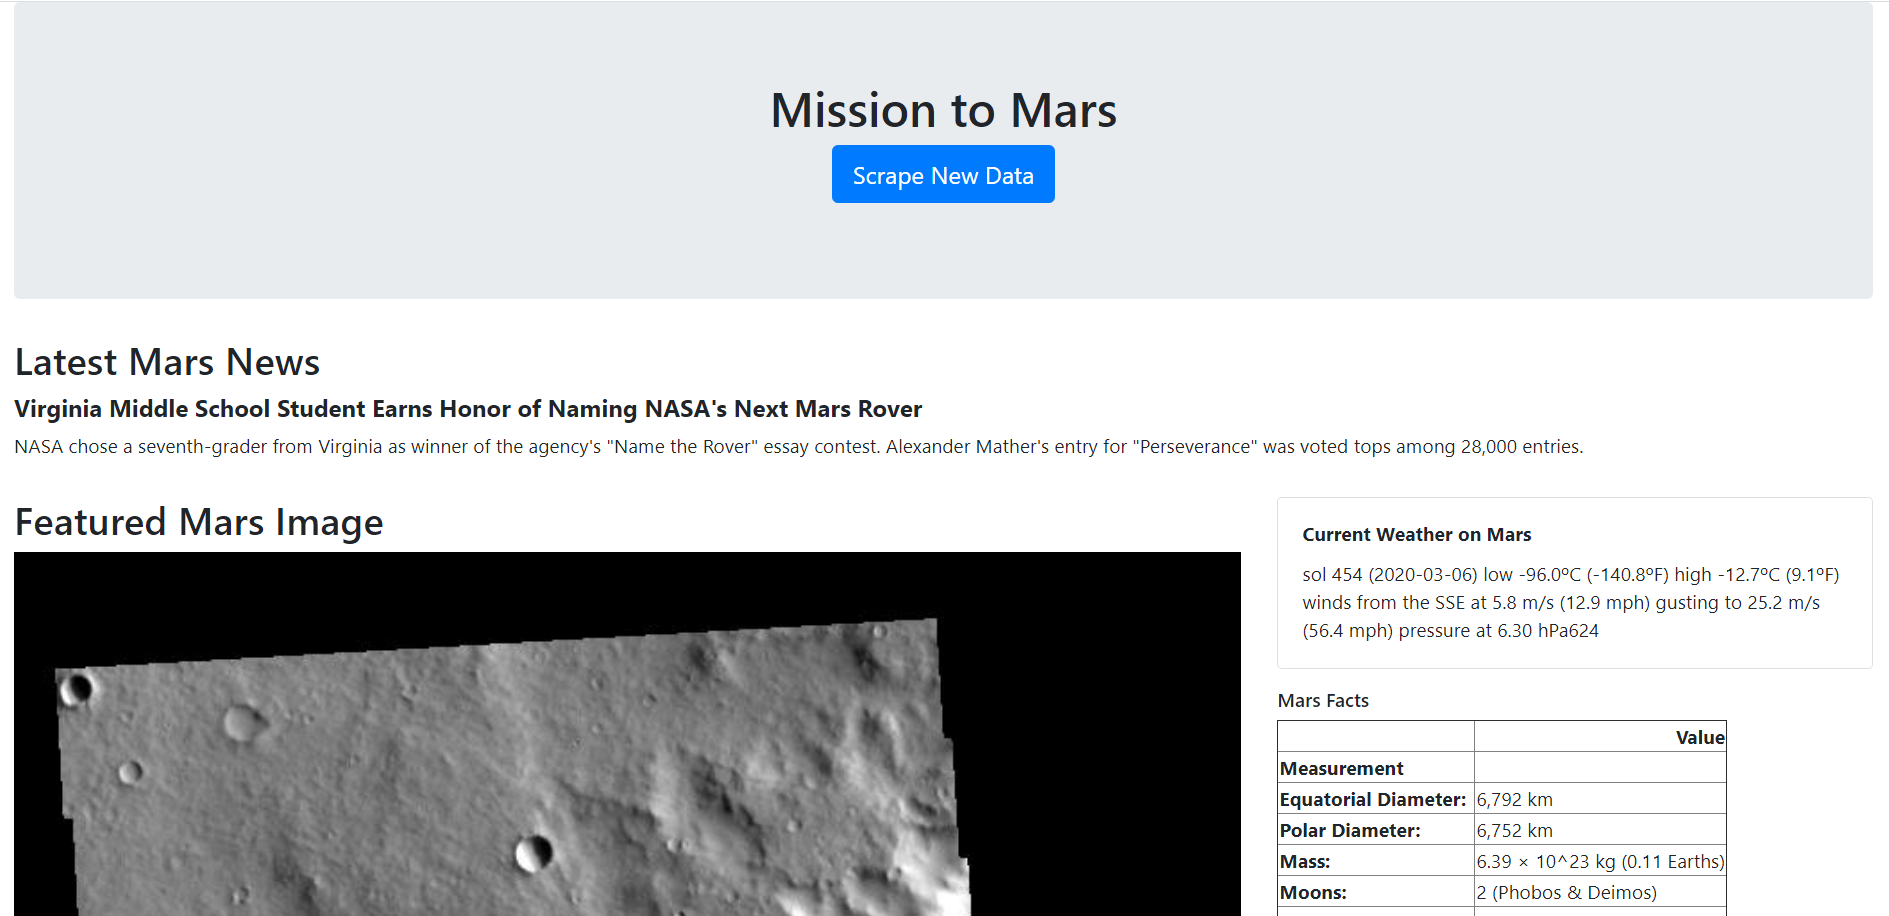 Mission to Mars
Scrape New Data
Latest Mars News
Virginia Middle School Student Earns Honor of Naming NASA's Next Mars Rover
NASA chose a seventh-grader from Virginia as winner of the agency's "Name the Rover" essay contest. Alexander Mather's entry for "Perseverance" was voted tops among 28,000 entries.
Featured Mars Image
Current Weather on Mars
sol 454 (2020-03-06) low -96.0ºC (-140.8ºF) high -12.7ºC (9.1ºF)
winds from the SSE at 5.8 m/s (12.9 mph) gusting to 25.2 m/s
(56.4 mph) pressure at 6.30 hPa624
Mars Facts
Value
Measurement
Equatorial Diameter: 6,792 km
Polar Diameter: 6,752 km
Mass: 6.39 × 10^23 kg (0.11 Earths)
Moons: 2 (Phobos & Deimos)